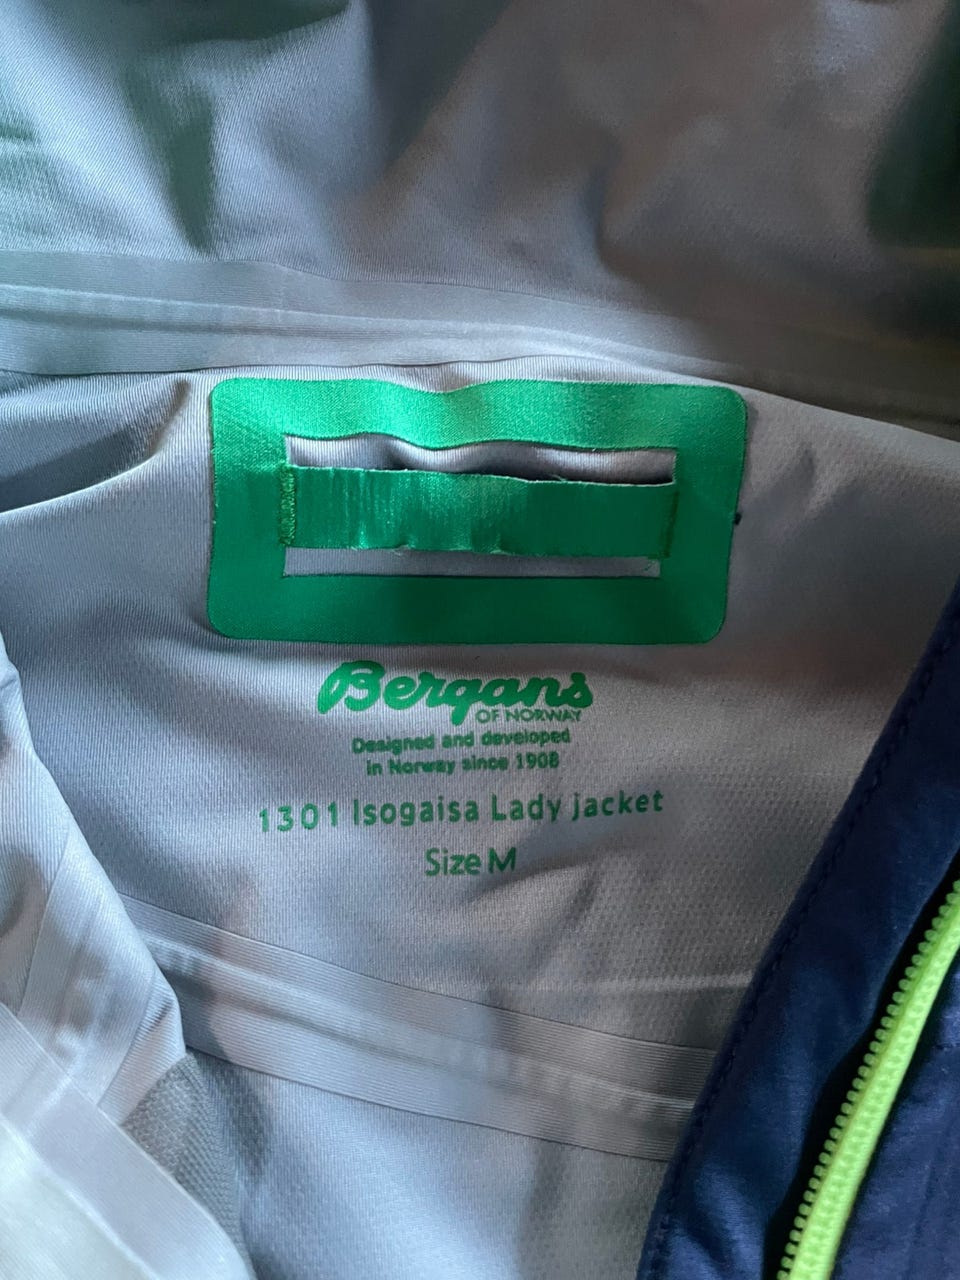 Bergans
OF NORWAY
Designed and developed
in Norway since 1908
1301 Isogaisa Lady jacket
Size M